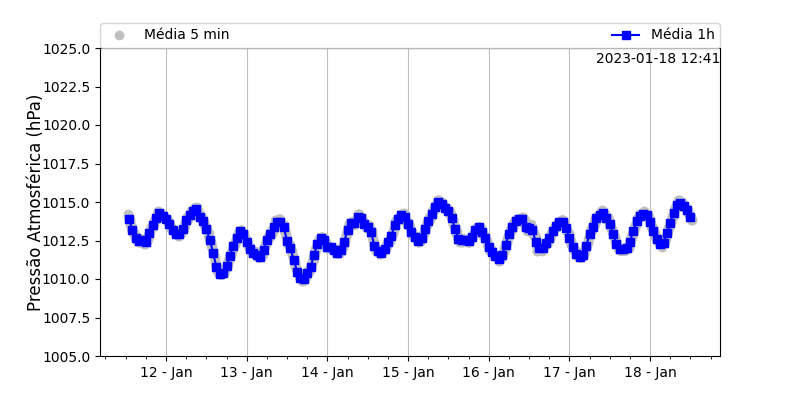 Média 5 min
Média 1h
2023-01-18 12:41
Pressão Atmosférica (hPa)
1025.0
1022.5
1020.0
1017.5
1015.0
1012.5
1010.0
1007.5
1005.0
12 - Jan 13 - Jan 14 - Jan 15 - Jan 16 - Jan 17 - Jan 18 - Jan